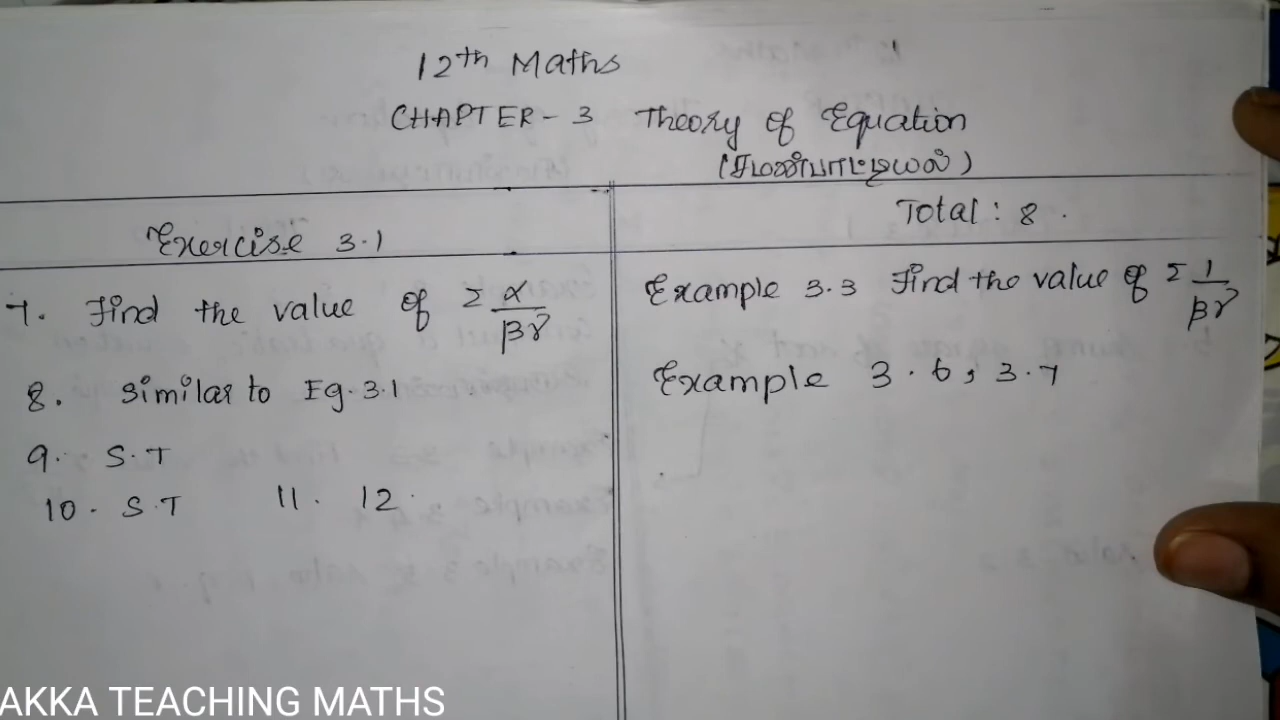 12th Maths
CHAPTER - 3 Theory of Equation
(சமன்பாட்டியல்)
Exercise 3.1
7. Find the value of Σ α/βγ
8. Similar to Eg. 3.1
9. S.T
10. S.T 11. 12.
Total : 8.
Example 3.3 Find the value of Σ 1/βγ
Example 3.6, 3.7
AKKA TEACHING MATHS